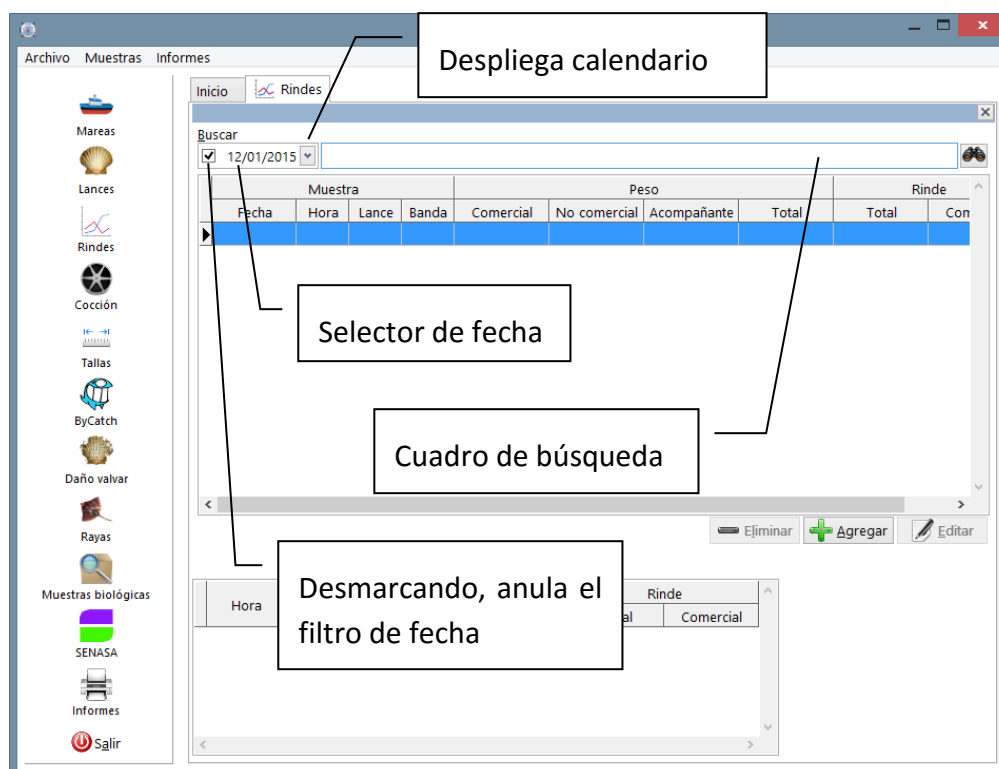 Despliega calendario
Archivo Muestras Informes
Inicio Rindes
Mareas
Buscar
12/01/2015
Lances
Muestra Peso Rinde
Fecha Hora Lance Banda Comercial No comercial Acompañante Total Total Com
Rindes
Cocción
Selector de fecha
Tallas
ByCatch
Cuadro de búsqueda
Daño valvar
Rayas
Eliminar Agregar Editar
Muestras biológicas
Desmarcando, anula el
filtro de fecha
Rinde
Hora al Comercial
SENASA
Informes
Salir